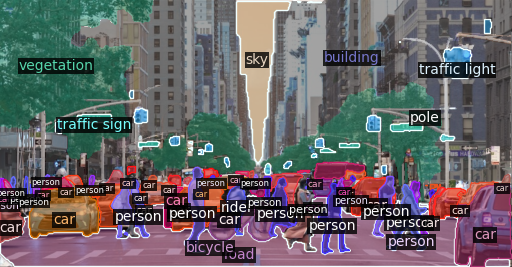 sky
building
vegetation
traffic light
pole
traffic sign
person
car
car
person
car
car
person
person
car
person
car
person
car
car
car
person
rider
person
person
car
person
person
person
person
car
car
person
car
person
bicycle
road